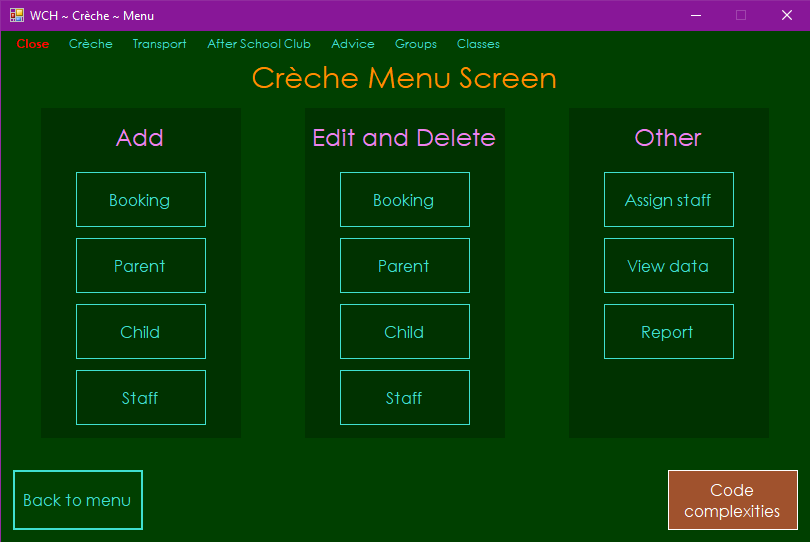 WCH ~ Crèche ~ Menu
Close Crèche Transport After School Club Advice Groups Classes
Crèche Menu Screen
Add
Booking
Parent
Child
Staff
Edit and Delete
Booking
Parent
Child
Staff
Other
Assign staff
View data
Report
Back to menu
Code
complexities